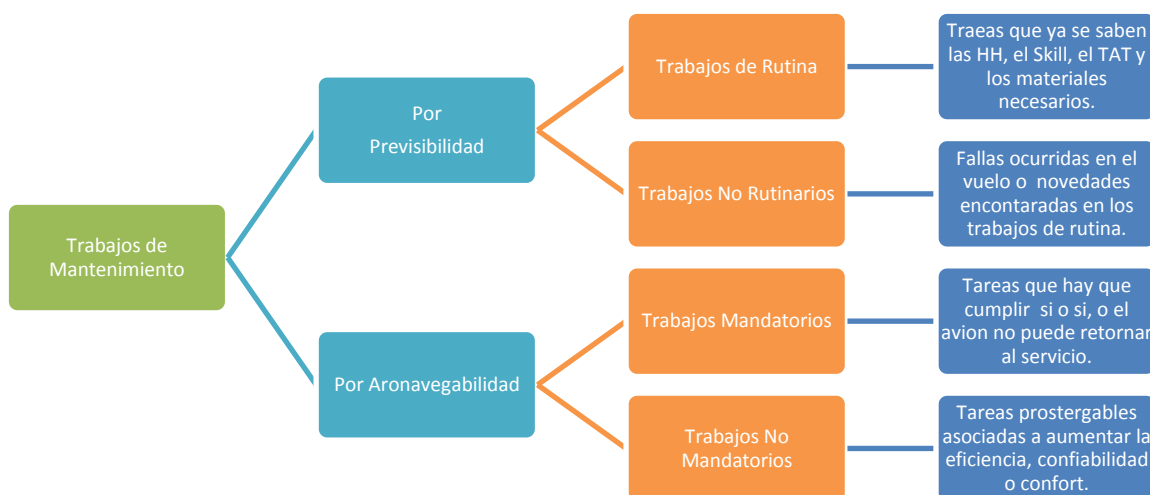 Trabajos de
Mantenimiento
Por
Previsibilidad
Trabajos de Rutina
Traeas que ya se saben
las HH, el Skill, el TAT y
los materiales
necesarios.
Trabajos No Rutinarios
Fallas ocurridas en el
vuelo o novedades
encontaradas en los
trabajos de rutina.
Por Aronavegabilidad
Trabajos Mandatorios
Tareas que hay que
cumplir si o si, o el
avion no puede retornar
al servicio.
Trabajos No
Mandatorios
Tareas prostergables
asociadas a aumentar la
eficiencia, confiabilidad
o confort.